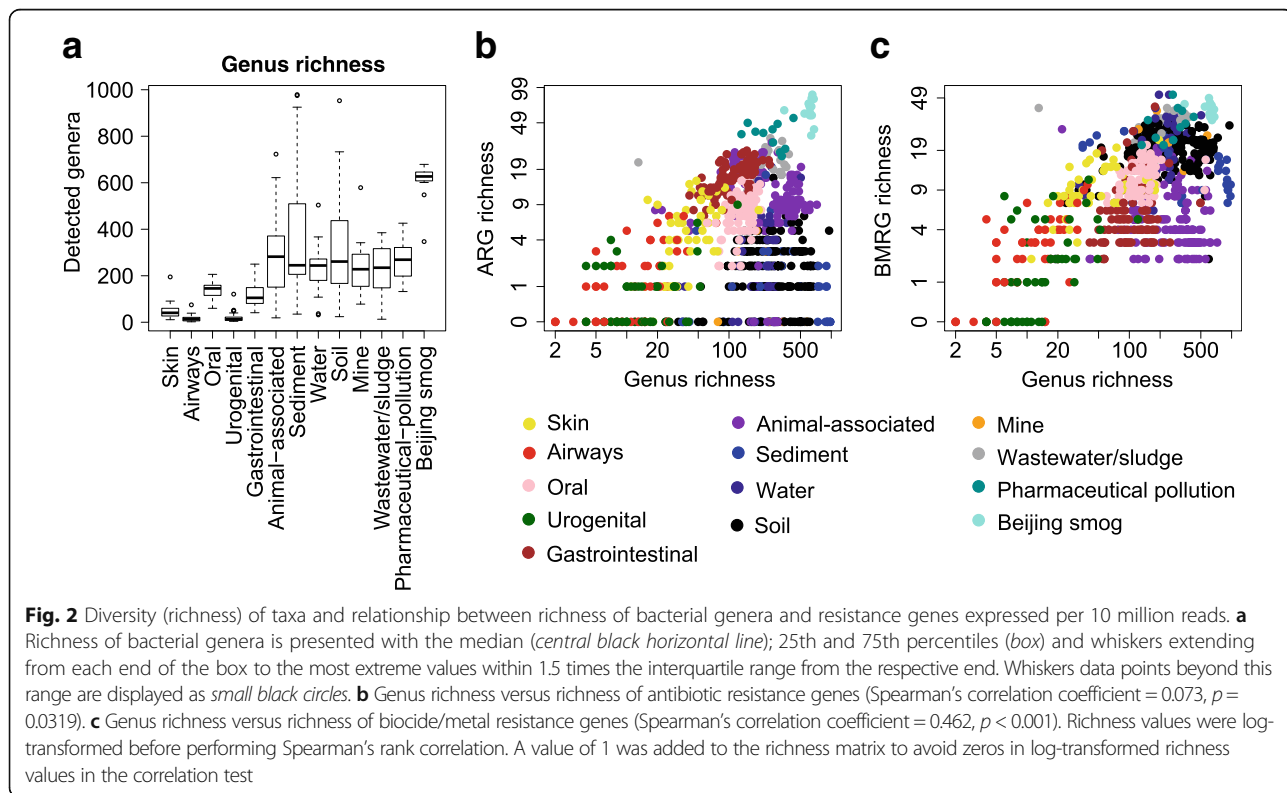 a
Genus richness
Detected genera
1000
800
600
400
200
0
Skin
Airways
Oral
Urogenital
Gastrointestinal
Animal-associated
Sediment
Water
Soil
Mine
Wastewater/sludge
Pharmaceutical-pollution
Beijing smog
b
ARG richness
99
49
19
9
4
1
0
2 5 20 100 500
Genus richness
c
BMRG richness
49
19
9
4
1
0
2 5 20 100 500
Genus richness
Skin
Airways
Oral
Urogenital
Gastrointestinal
Animal-associated
Sediment
Water
Soil
Mine
Wastewater/sludge
Pharmaceutical pollution
Beijing smog
Fig. 2 Diversity (richness) of taxa and relationship between richness of bacterial genera and resistance genes expressed per 10 million reads. a
Richness of bacterial genera is presented with the median (central black horizontal line); 25th and 75th percentiles (box) and whiskers extending
from each end of the box to the most extreme values within 1.5 times the interquartile range from the respective end. Whiskers data points beyond this
range are displayed as small black circles. b Genus richness versus richness of antibiotic resistance genes (Spearman's correlation coefficient = 0.073, p =
0.0319). c Genus richness versus richness of biocide/metal resistance genes (Spearman's correlation coefficient = 0.462, p < 0.001). Richness values were log-
transformed before performing Spearman's rank correlation. A value of 1 was added to the richness matrix to avoid zeros in log-transformed richness
values in the correlation test